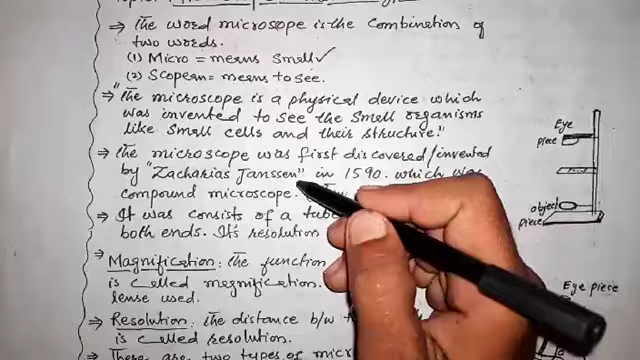 ⇒ The word microscope is the combination of
two words.
(1) Micro = means small✓
(2) Scopean = means to see.
⇒ "The microscope is a physical device which
was invented to see the small organisms
like small cells and their structure."
⇒ The microscope was first discovered/invented
by "Zacharias Janssen" in 1590. which was
compound microscope.
⇒ It was consists of a tube
both ends. It's resolution
⇒ Magnification: The function
is called megnification.
lense used.
⇒ Resolution: The distance b/w
is called resolution.
⇒ There are two types of micr
Eye
piece
object
piece
Eye piece